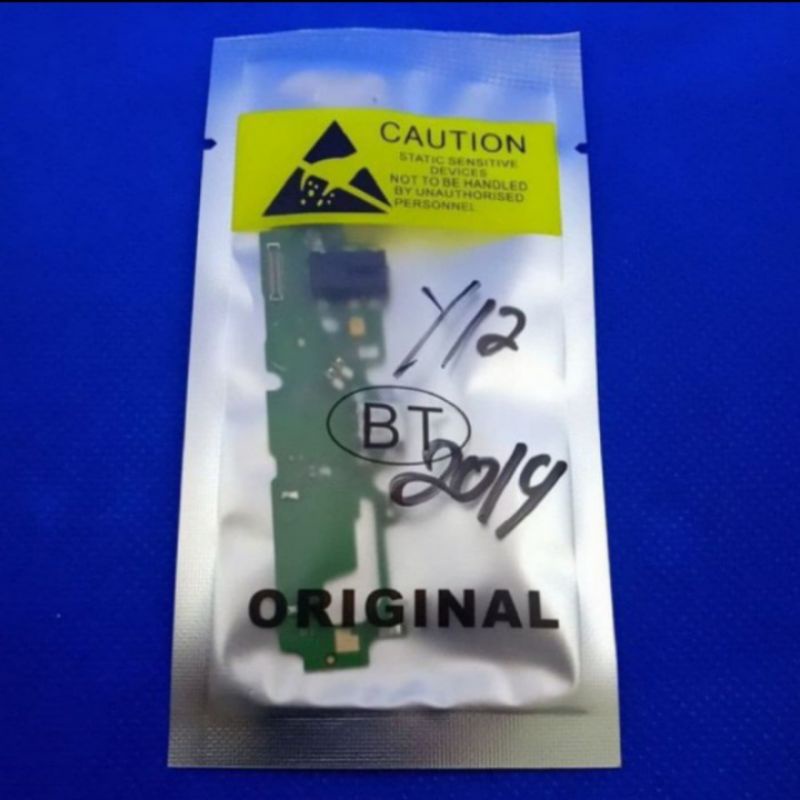 CAUTION
STATIC SENSITIVE
DEVICES
NOT TO BE HANDLED
BY UNAUTHORISED
PERSONNEL.
Y12
BT
2019
ORIGINAL